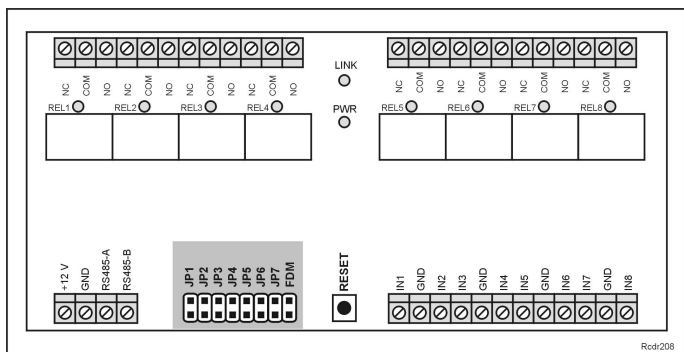 LINK
NC COM NO NC COM NO NC COM NO NC COM NO
NC COM NO NC COM NO NC COM NO NC COM NO
REL1 REL2 REL3 REL4
PWR
REL5 REL6 REL7 REL8
+12 V GND RS485-A RS485-B
JP1 JP2 JP3 JP4 JP5 JP6 JP7 FDM
RESET
IN1 GND IN2 IN3 GND IN4 IN5 GND IN6 IN7 GND IN8
Rcdr208